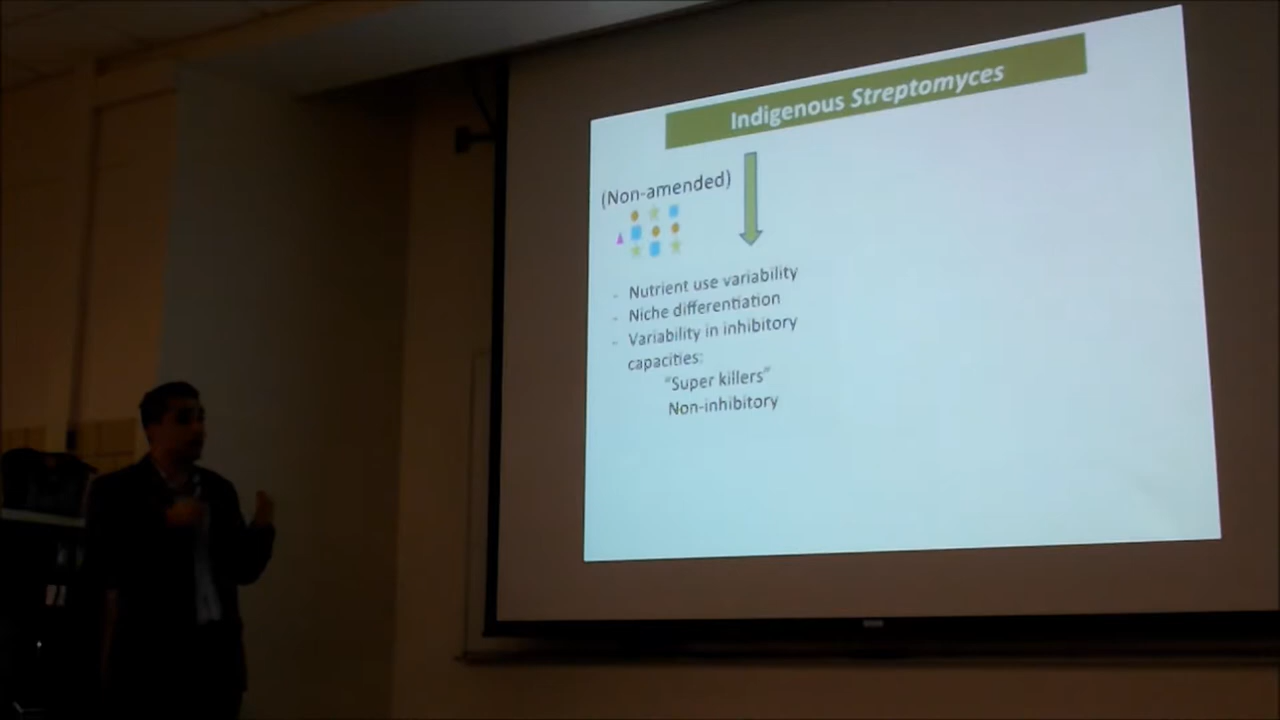 Indigenous Streptomyces
(Non-amended)
- Nutrient use variability
- Niche differentiation
- Variability in inhibitory
capacities:
"Super killers"
Non-inhibitory